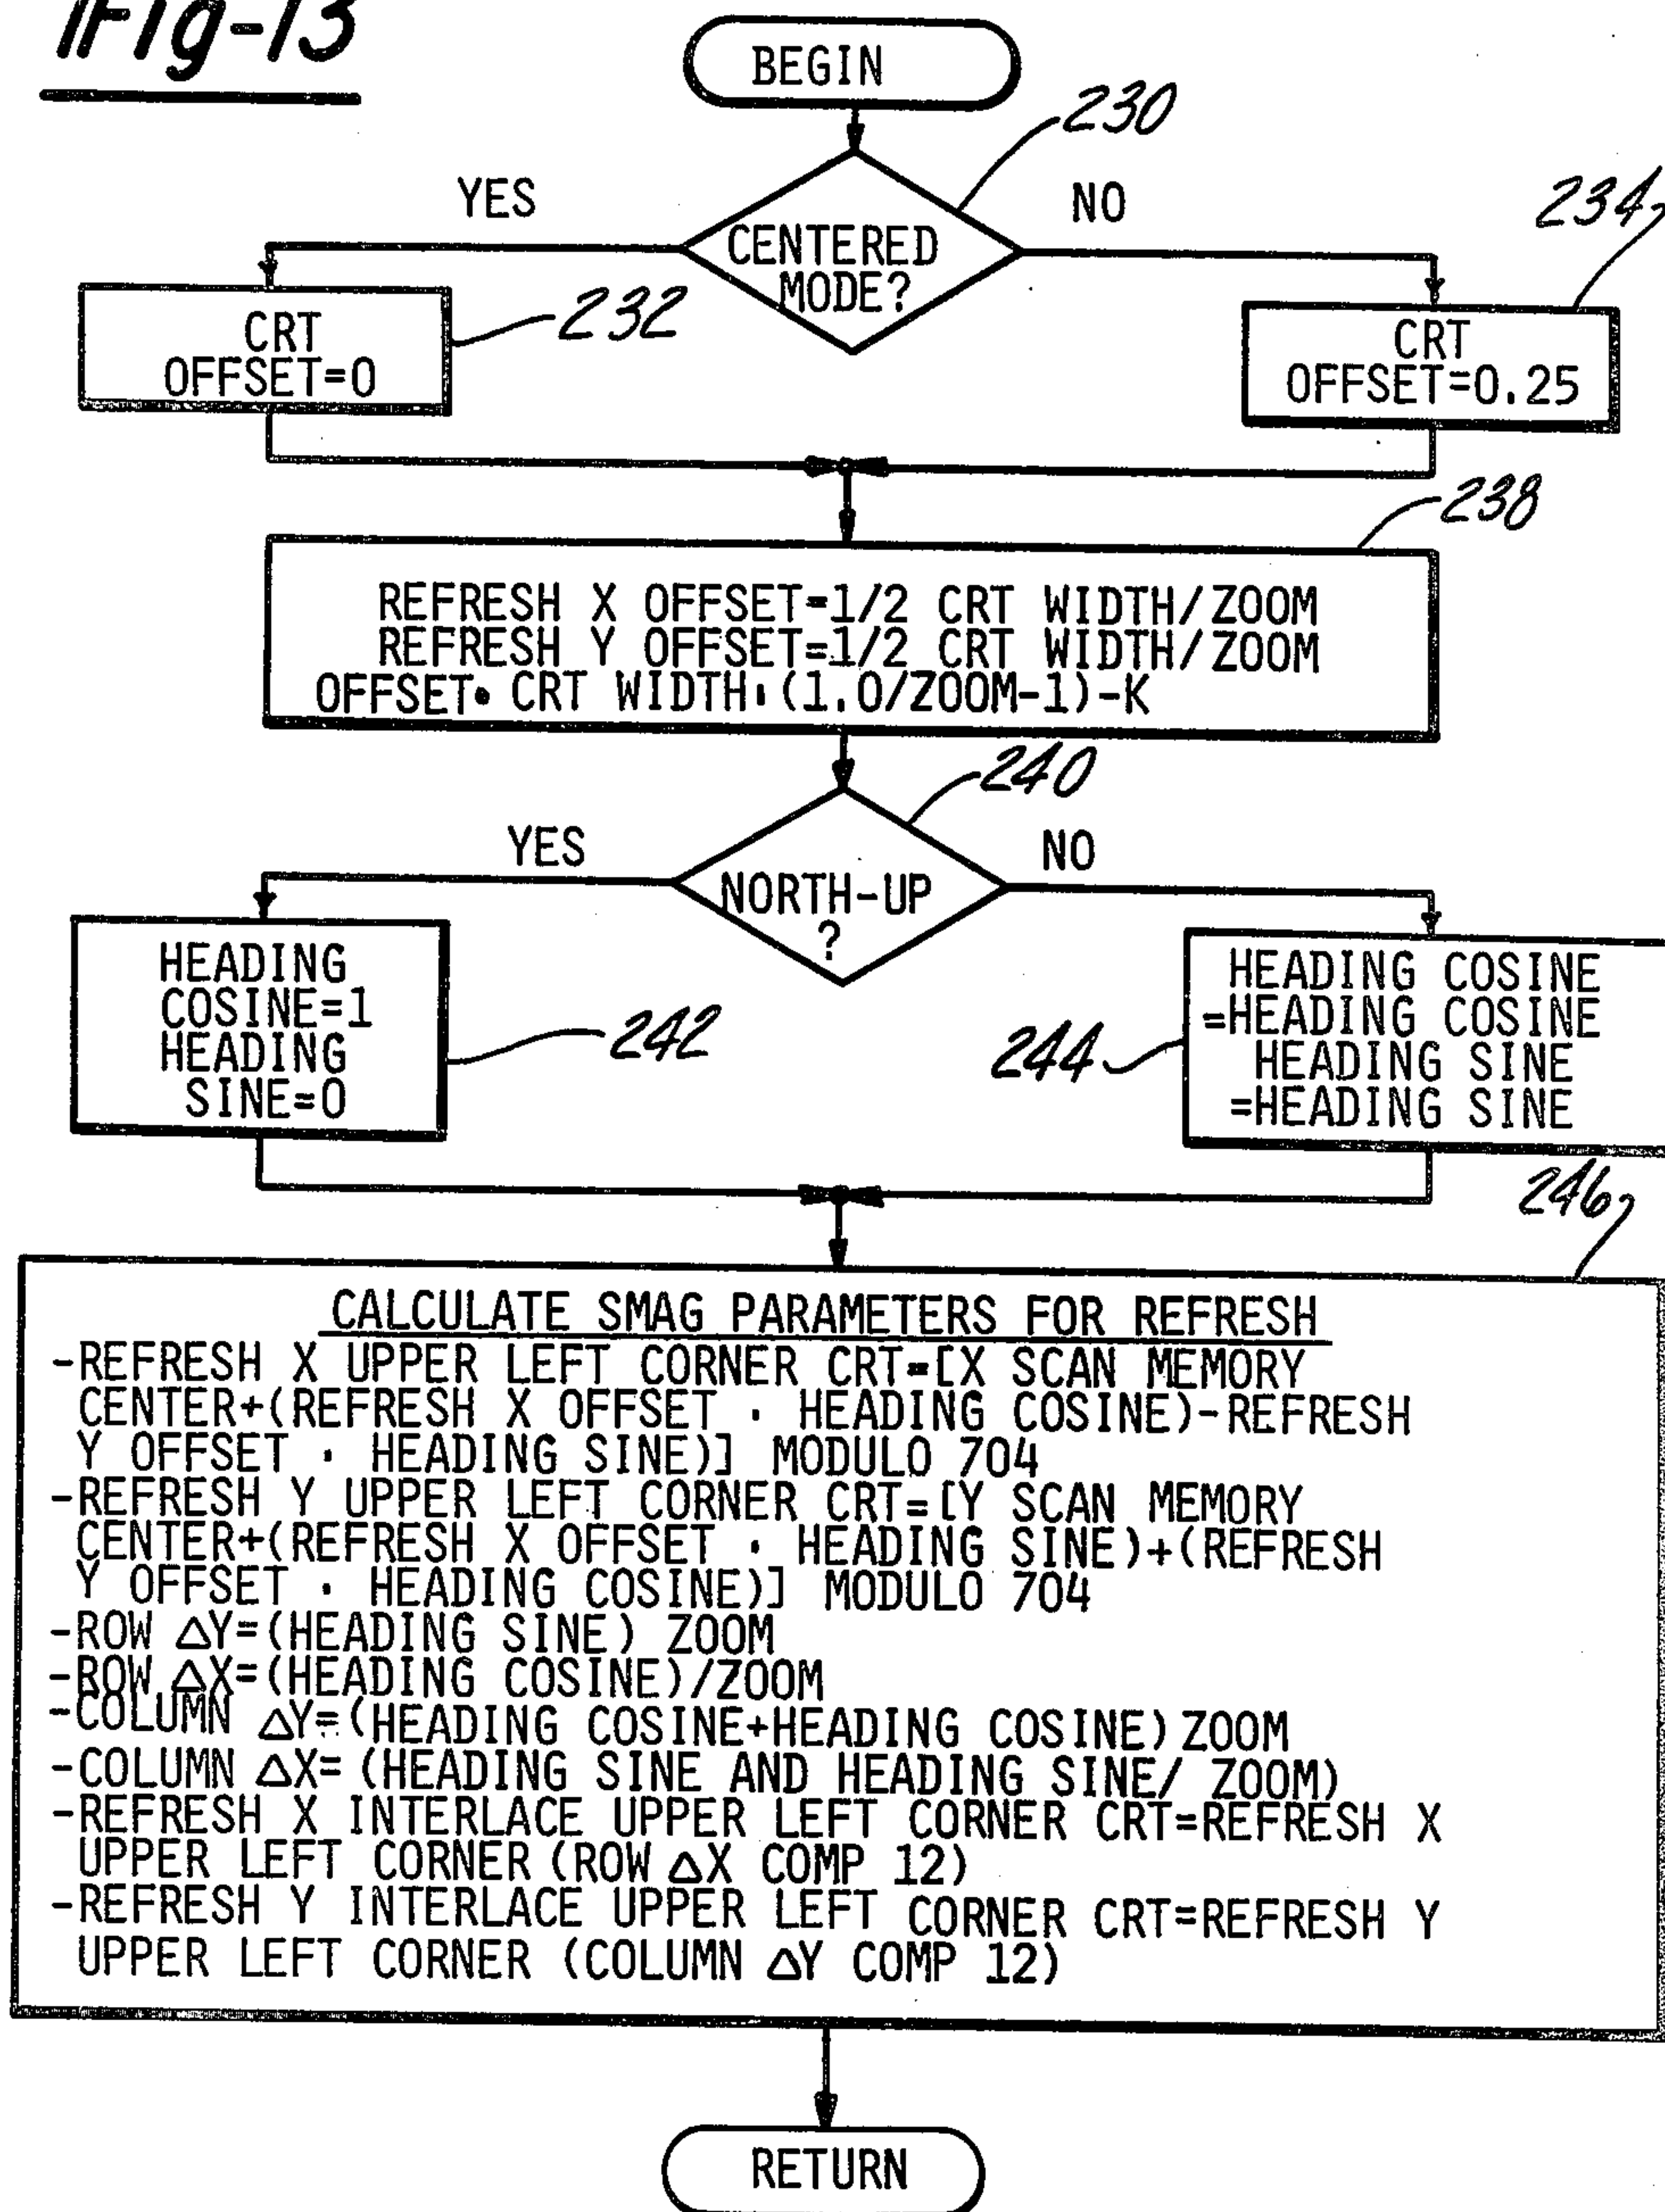 Fig-13
BEGIN
230
YES
NO
234
CENTERED
MODE?
CRT
OFFSET=0
232
CRT
OFFSET=0.25
238
REFRESH X OFFSET=1/2 CRT WIDTH/ZOOM
REFRESH Y OFFSET=1/2 CRT WIDTH/ZOOM
OFFSET• CRT WIDTH·(1.0/ZOOM-1)-K
240
YES
NO
NORTH-UP
?
HEADING
COSINE=1
HEADING
SINE=0
242
244
HEADING COSINE
=HEADING COSINE
HEADING SINE
=HEADING SINE
246
CALCULATE SMAG PARAMETERS FOR REFRESH
-REFRESH X UPPER LEFT CORNER CRT=[X SCAN MEMORY
CENTER+(REFRESH X OFFSET · HEADING COSINE)-REFRESH
Y OFFSET · HEADING SINE)] MODULO 704
-REFRESH Y UPPER LEFT CORNER CRT=[Y SCAN MEMORY
CENTER+(REFRESH X OFFSET · HEADING SINE)+(REFRESH
Y OFFSET · HEADING COSINE)] MODULO 704
-ROW △Y=(HEADING SINE) ZOOM
-ROW △X=(HEADING COSINE)/ZOOM
-COLUMN △Y=(HEADING COSINE+HEADING COSINE) ZOOM
-COLUMN △X=(HEADING SINE AND HEADING SINE/ ZOOM)
-REFRESH X INTERLACE UPPER LEFT CORNER CRT=REFRESH X
UPPER LEFT CORNER (ROW △X COMP 12)
-REFRESH Y INTERLACE UPPER LEFT CORNER CRT=REFRESH Y
UPPER LEFT CORNER (COLUMN △Y COMP 12)
RETURN